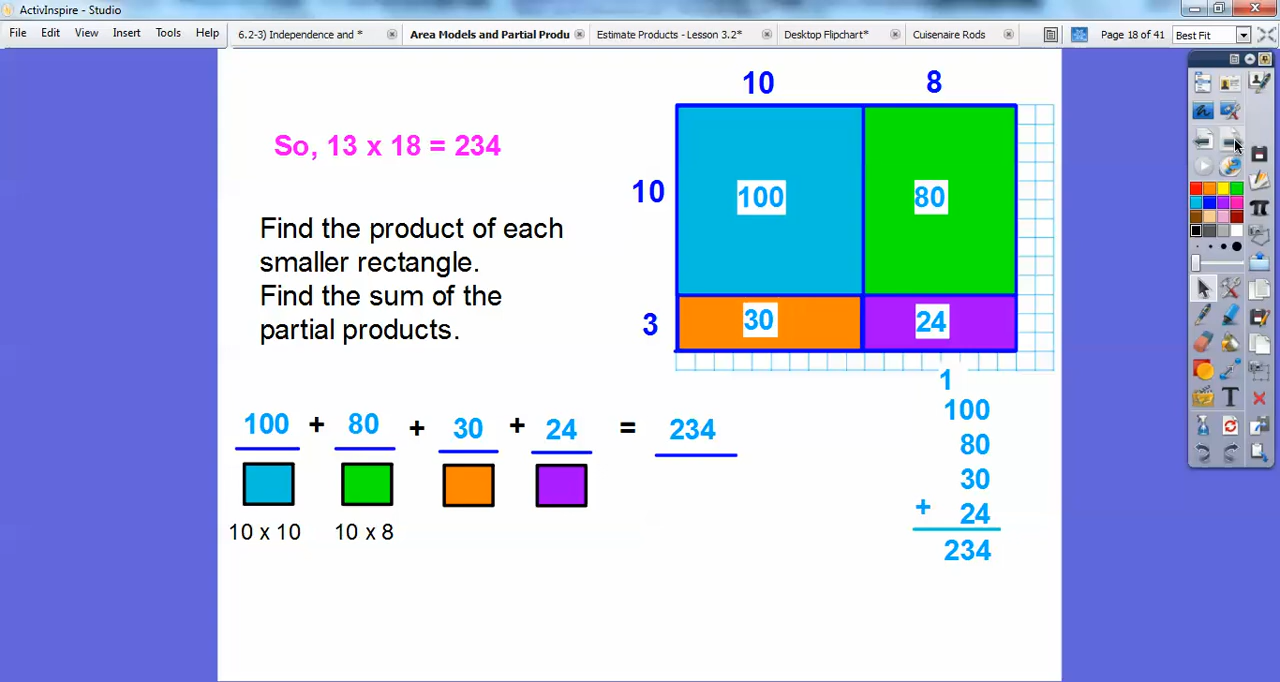 ActivInspire - Studio
File Edit View Insert Tools Help
6.2-3) Independence and * Area Models and Partial Produ Estimate Products - Lesson 3.2* Desktop Flipchart* Cuisenaire Rods Page 18 of 41 Best Fit
10 8
So, 13 x 18 = 234
10 100 80
Find the product of each
smaller rectangle.
Find the sum of the
partial products.
3 30 24
1
100
80
30
+ 24
234
100 + 80 + 30 + 24 = 234
10 x 10 10 x 8